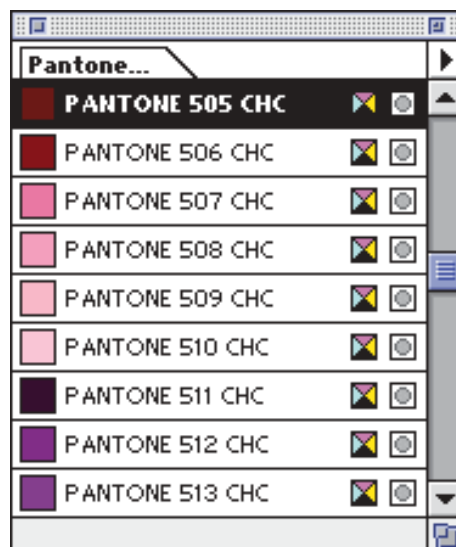 Pantone...
PANTONE 505 CHC
PANTONE 506 CHC
PANTONE 507 CHC
PANTONE 508 CHC
PANTONE 509 CHC
PANTONE 510 CHC
PANTONE 511 CHC
PANTONE 512 CHC
PANTONE 513 CHC